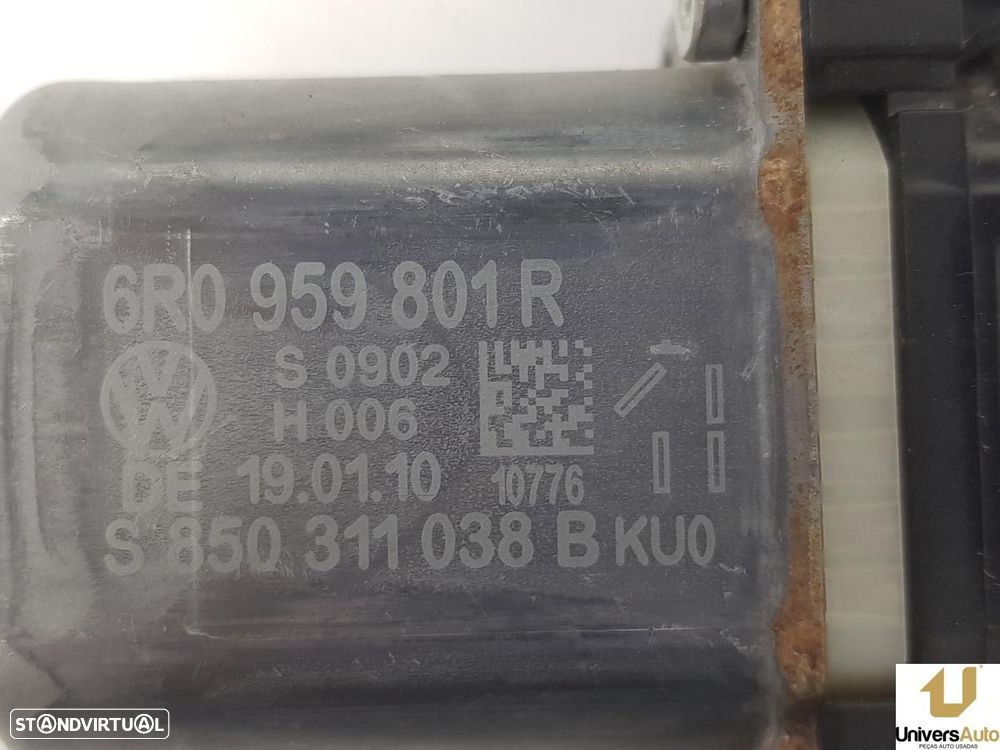 6R0 959 801 R
S 0902
H 006
DE 19.01.10
10776
S 850 311 038 B KU0
STANDVIRTUAL
UniversAuto
PEÇAS AUTO USADAS